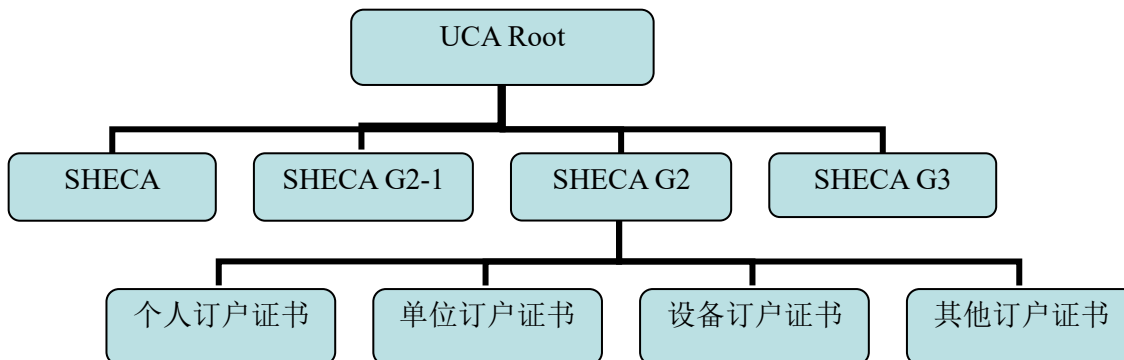 UCA Root
SHECA
SHECA G2-1
SHECA G2
SHECA G3
个人订户证书
单位订户证书
设备订户证书
其他订户证书